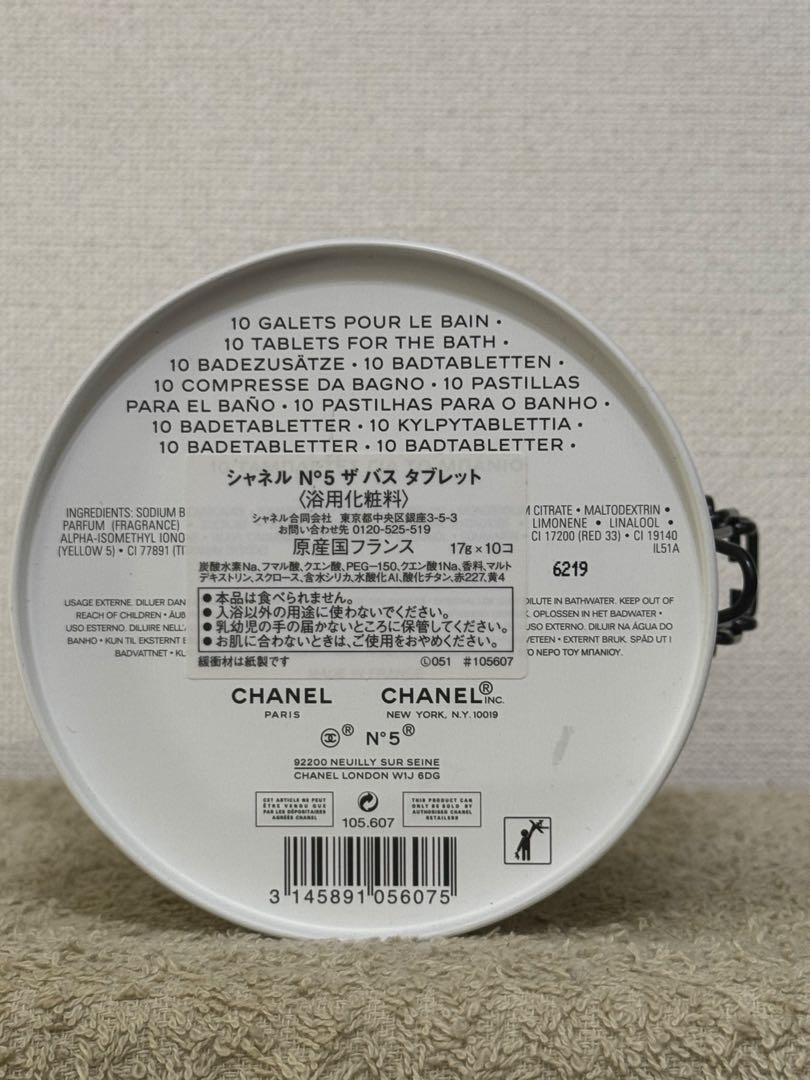 10 GALETS POUR LE BAIN •
10 TABLETS FOR THE BATH •
10 BADEZUSÄTZE • 10 BADTABLETTEN •
10 COMPRESSE DA BAGNO • 10 PASTILLAS
PARA EL BAÑO • 10 PASTILHAS PARA O BANHO •
10 BADETABLETTER • 10 KYLPYTABLETTIA •
10 BADETABLETTER • 10 BADTABLETTER •
シャネル N°5 ザ バス タブレット
〈浴用化粧料〉
シャネル合同会社 東京都中央区銀座3-5-3
お問い合わせ先 0120-525-519
原産国フランス 17g×10コ
炭酸水素Na、フマル酸、クエン酸、PEG-150、クエン酸1Na、香料、マルト
デキストリン、スクロース、含水シリカ、水酸化Al、酸化チタン、赤227、黄4
●本品は食べられません。
●入浴以外の用途に使わないでください。
●乳幼児の手の届かないところに保管してください。
●お肌に合わないときは、ご使用をおやめください。
緩衝材は紙製です Ⓛ051 #105607
INGREDIENTS: SODIUM B
PARFUM (FRAGRANCE)
ALPHA-ISOMETHYL IONO
(YELLOW 5) • CI 77891 (TI
M CITRATE • MALTODEXTRIN •
LIMONENE • LINALOOL •
CI 17200 (RED 33) • CI 19140
IL51A
6219
USAGE EXTERNE. DILUER DAN
REACH OF CHILDREN • ÄUß
USO ESTERNO. DILUIRE NELL'
BANHO • KUN TIL EKSTERNT B
BADVATTNET •
DILUTE IN BATHWATER. KEEP OUT OF
OPLOSSEN IN HET BADWATER •
USO EXTERNO. DILUIR NA ÁGUA DO
VETEEN • EXTERNT BRUK. SPÄD UT I
ΤΟ ΝΕΡΟ ΤΟΥ ΜΠΑΝΙΟΥ.
CHANEL CHANEL® INC.
PARIS NEW YORK, N.Y. 10019
® N°5®
92200 NEUILLY SUR SEINE
CHANEL LONDON W1J 6DG
CET ARTICLE NE PEUT
ÊTRE VENDU QUE
PAR LES DÉPOSITAIRES
AGRÉÉS CHANEL
THIS PRODUCT CAN
ONLY BE SOLD BY
AUTHORISED CHANEL
RETAILERS
105.607
3 145891 056075